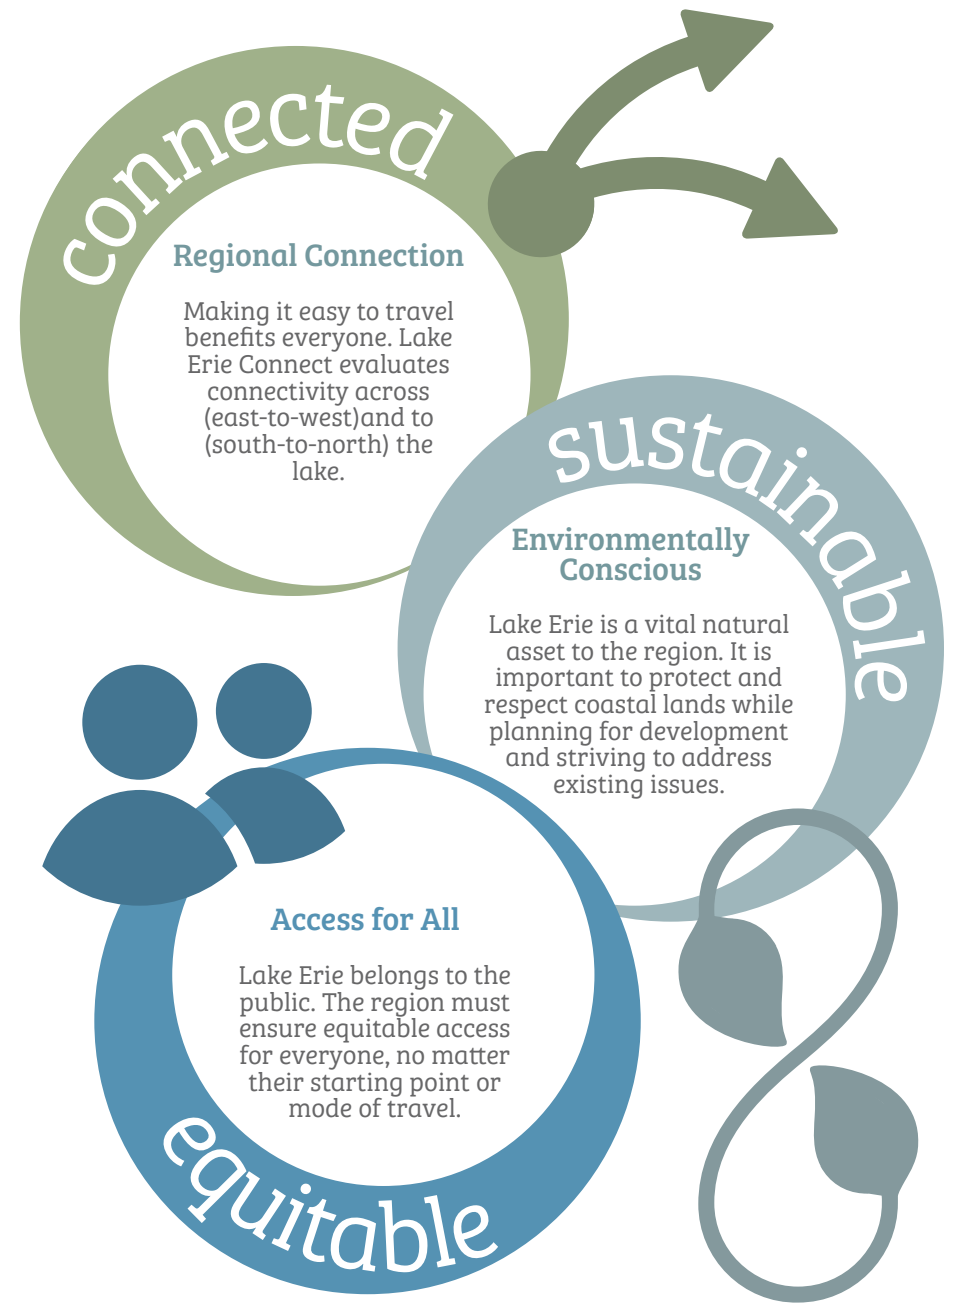 connected
Regional Connection
Making it easy to travel
benefits everyone. Lake
Erie Connect evaluates
connectivity across
(east-to-west)and to
(south-to-north) the
lake.
sustainable
Environmentally
Conscious
Lake Erie is a vital natural
asset to the region. It is
important to protect and
respect coastal lands while
planning for development
and striving to address
existing issues.
Access for All
Lake Erie belongs to the
public. The region must
ensure equitable access
for everyone, no matter
their starting point or
mode of travel.
equitable